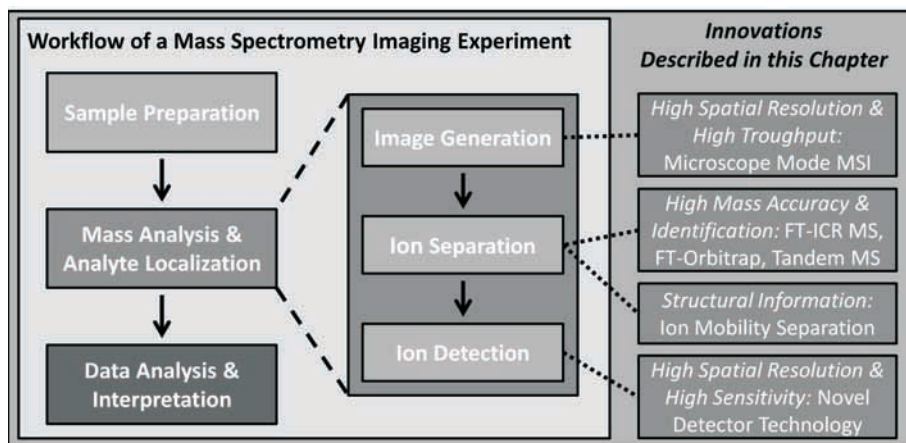 Workflow of a Mass Spectrometry Imaging Experiment
Sample Preparation
Mass Analysis &
Analyte Localization
Data Analysis &
Interpretation
Image Generation
Ion Separation
Ion Detection
Innovations
Described in this Chapter
High Spatial Resolution &
High Troughput:
Microscope Mode MSI
High Mass Accuracy &
Identification: FT-ICR MS,
FT-Orbitrap, Tandem MS
Structural Information:
Ion Mobility Separation
High Spatial Resolution &
High Sensitivity: Novel
Detector Technology